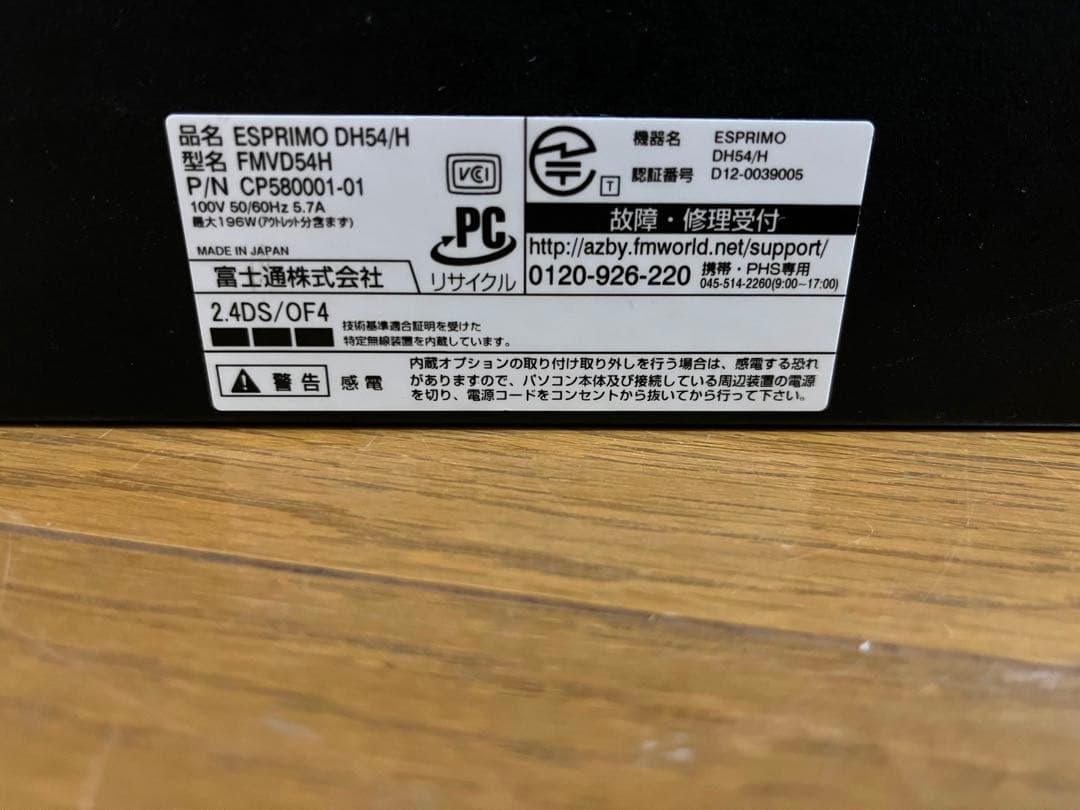 品名 ESPRIMO DH54/H
型名 FMVD54H
P/N CP580001-01
100V 50/60Hz 5.7A
最大196W(アウトレット分含まず)
MADE IN JAPAN
富士通株式会社
VCCI
PC
リサイクル
T
機器名 ESPRIMO
DH54/H
認証番号 D12-0039005
故障・修理受付
http://azby.fmworld.net/support/
0120-926-220 携帯・PHS専用
045-514-2260(9:00~17:00)
2.4DS/OF4
技術基準適合証明を受けた
特定無線装置を内蔵しています。
警告 感電
内蔵オプションの取り付け取り外しを行う場合は、感電する恐れ
がありますので、パソコン本体及び接続している周辺装置の電源
を切り、電源コードをコンセントから抜いてから行って下さい。